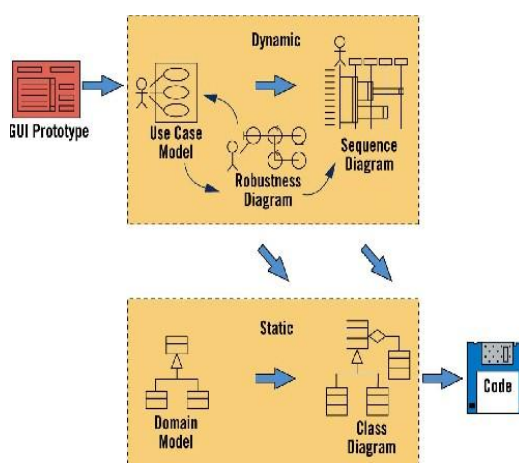 Dynamic
GUI Prototype
Use Case
Model
Robustness
Diagram
Sequence
Diagram
Static
Domain
Model
Class
Diagram
Code